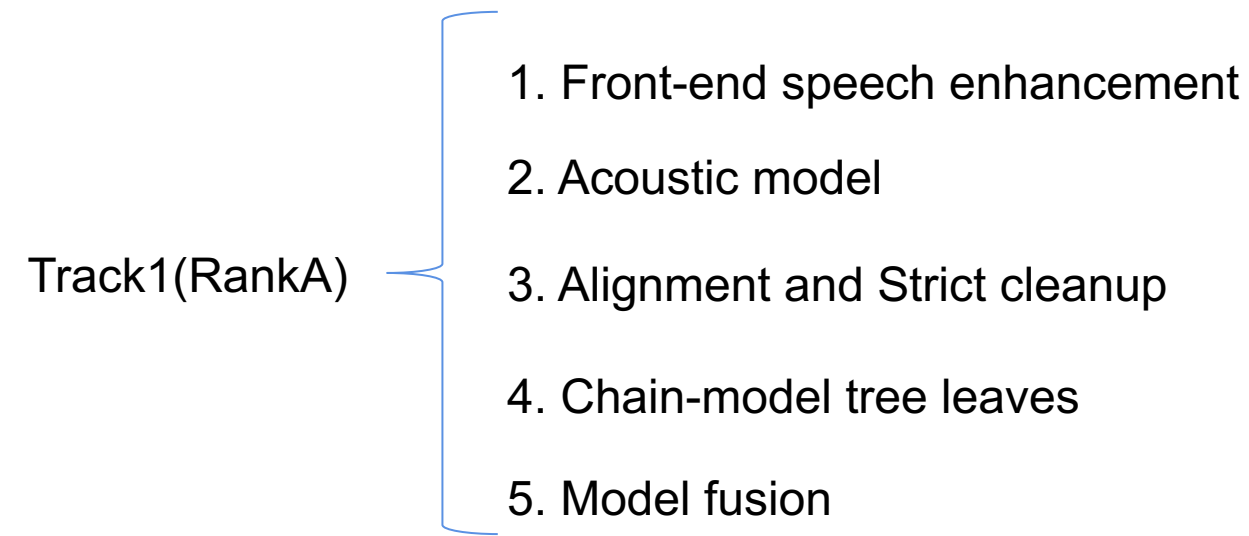 Track1(RankA)
1. Front-end speech enhancement
2. Acoustic model
3. Alignment and Strict cleanup
4. Chain-model tree leaves
5. Model fusion